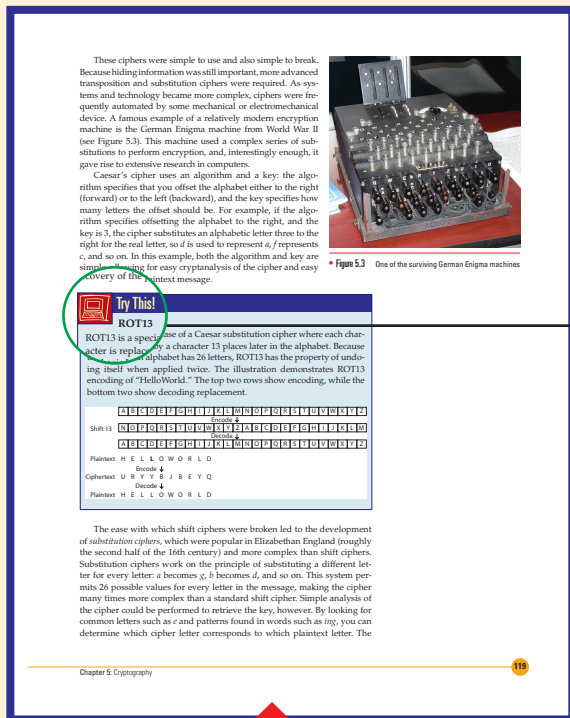 These ciphers were simple to use and also simple to break.
Because hiding information was still important, more advanced
transposition and substitution ciphers were required. As sys-
tems and technology became more complex, ciphers were fre-
quently automated by some mechanical or electromechanical
device. A famous example of a relatively modern encryption
machine is the German Enigma machine from World War II
(see Figure 5.3). This machine used a complex series of sub-
stitutions to perform encryption, and, interestingly enough, it
gave rise to extensive research in computers.
Caesar's cipher uses an algorithm and a key: the algo-
rithm specifies that you offset the alphabet either to the right
(forward) or to the left (backward), and the key specifies how
many letters the offset should be. For example, if the algo-
rithm specifies offsetting the alphabet to the right, and the
key is 3, the cipher substitutes an alphabetic letter three to the
right for the real letter, so d is used to represent a, f represents
c, and so on. In this example, both the algorithm and key are
for easy cryptanalysis of the cipher and easy
covery of the plaintext message.
• Figure 5.3 One of the surviving German Enigma machines
Try This!
ROT13
ROT13 is a special case of a Caesar substitution cipher where each char-
acter is replaced by a character 13 places later in the alphabet. Because
alphabet has 26 letters, ROT13 has the property of undo-
ing itself when applied twice. The illustration demonstrates ROT13
encoding of "HelloWorld." The top two rows show encoding, while the
bottom two show decoding replacement.
A B C D E F G H I J K L M N O P Q R S T U V W X Y Z
Encode ↓
Shift 13 N O P Q R S T U V W X Y Z A B C D E F G H I J K L M
Decode ↓
A B C D E F G H I J K L M N O P Q R S T U V W X Y Z
Plaintext H E L L O W O R L D
Encode ↓
Ciphertext U R Y Y B J B E Y Q
Decode ↓
Plaintext H E L L O W O R L D
The ease with which shift ciphers were broken led to the development
of substitution ciphers, which were popular in Elizabethan England (roughly
the second half of the 16th century) and more complex than shift ciphers.
Substitution ciphers work on the principle of substituting a different let-
ter for every letter: a becomes g, b becomes d, and so on. This system per-
mits 26 possible values for every letter in the message, making the cipher
many times more complex than a standard shift cipher. Simple analysis of
the cipher could be performed to retrieve the key, however. By looking for
common letters such as e and patterns found in words such as ing, you can
determine which cipher letter corresponds to which plaintext letter. The
Chapter 5: Cryptography
119